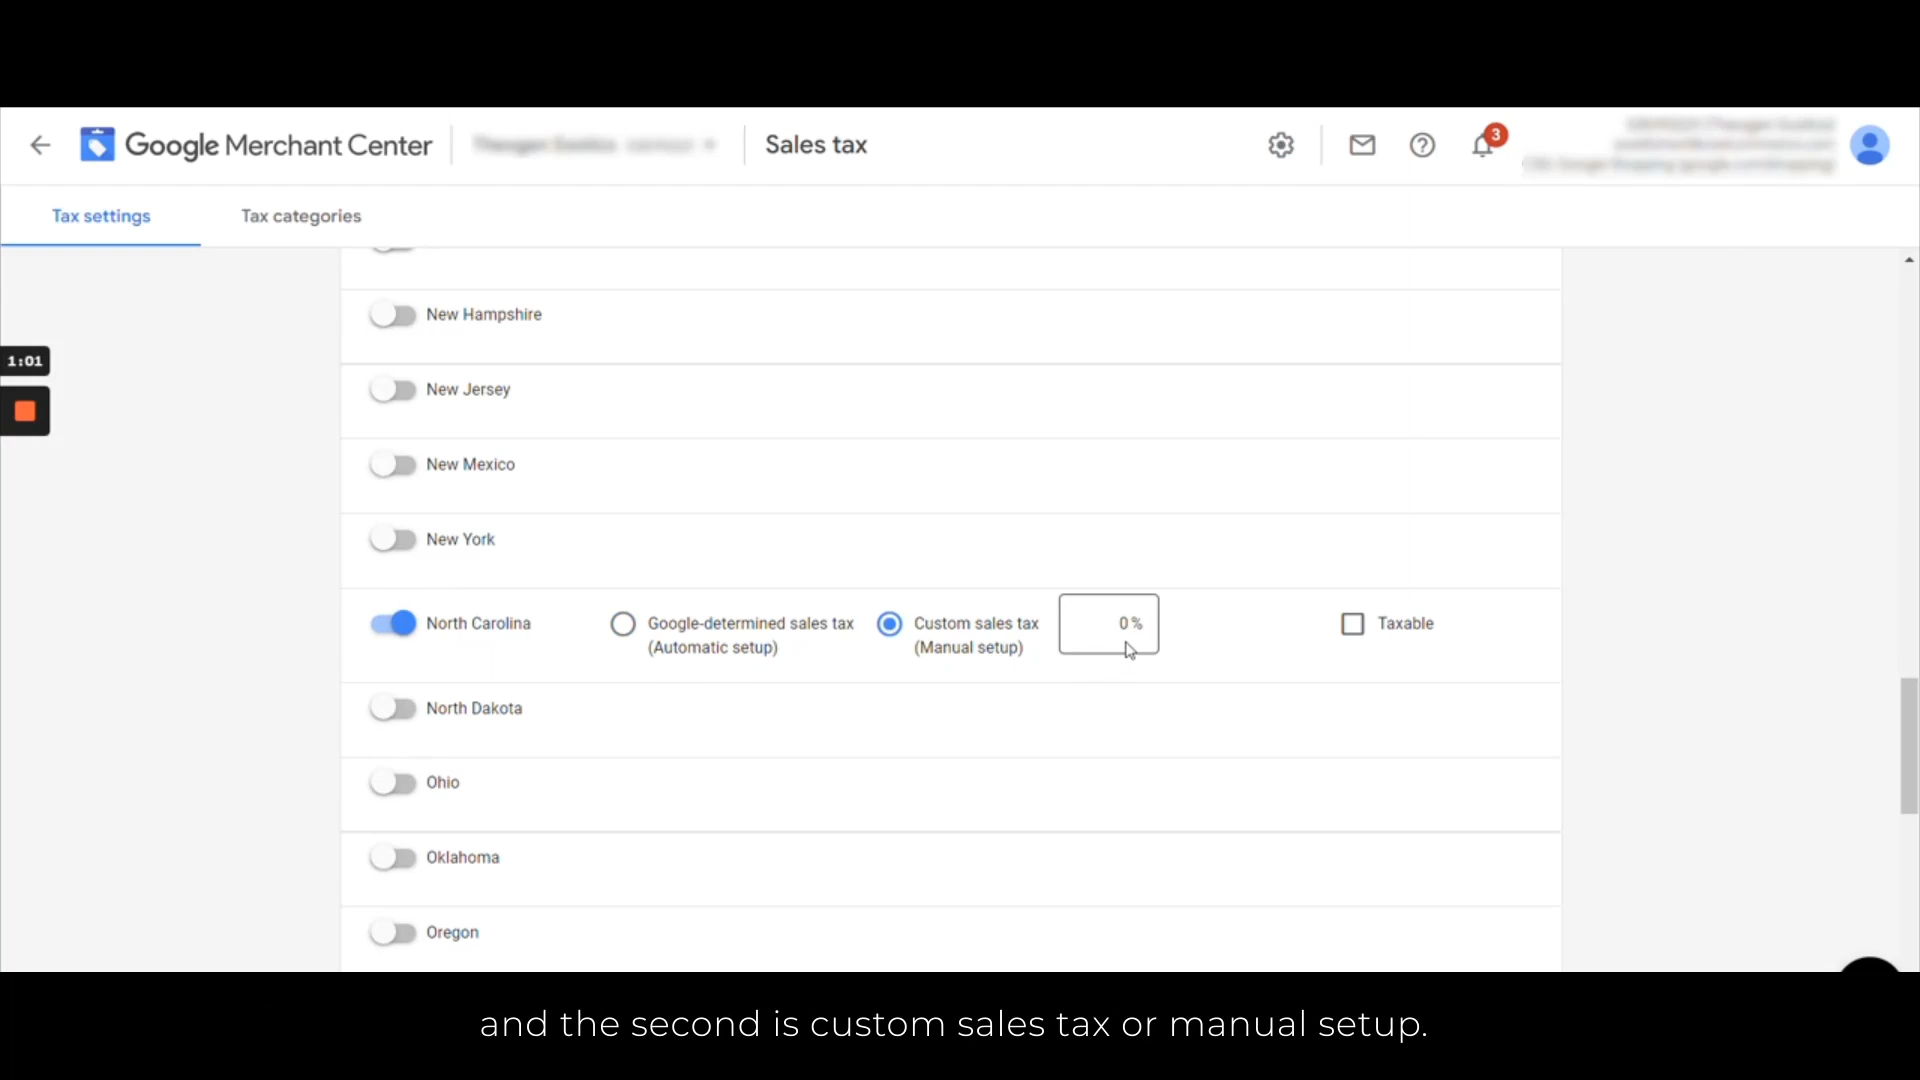 Google Merchant Center
Sales tax
3
Tax settings
Tax categories
New Hampshire
1:01
New Jersey
New Mexico
New York
North Carolina
Google-determined sales tax
(Automatic setup)
Custom sales tax
(Manual setup)
0 %
Taxable
North Dakota
Ohio
Oklahoma
Oregon
and the second is custom sales tax or manual setup.